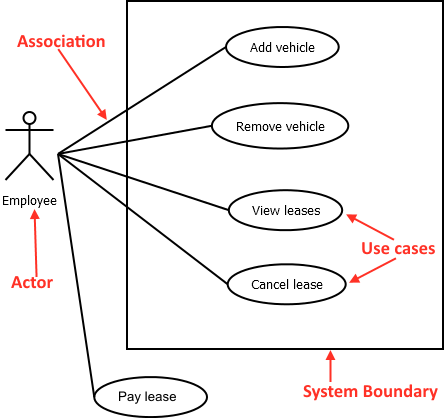 Association
Add vehicle
Remove vehicle
Employee
View leases
Use cases
Actor
Cancel lease
System Boundary
Pay lease